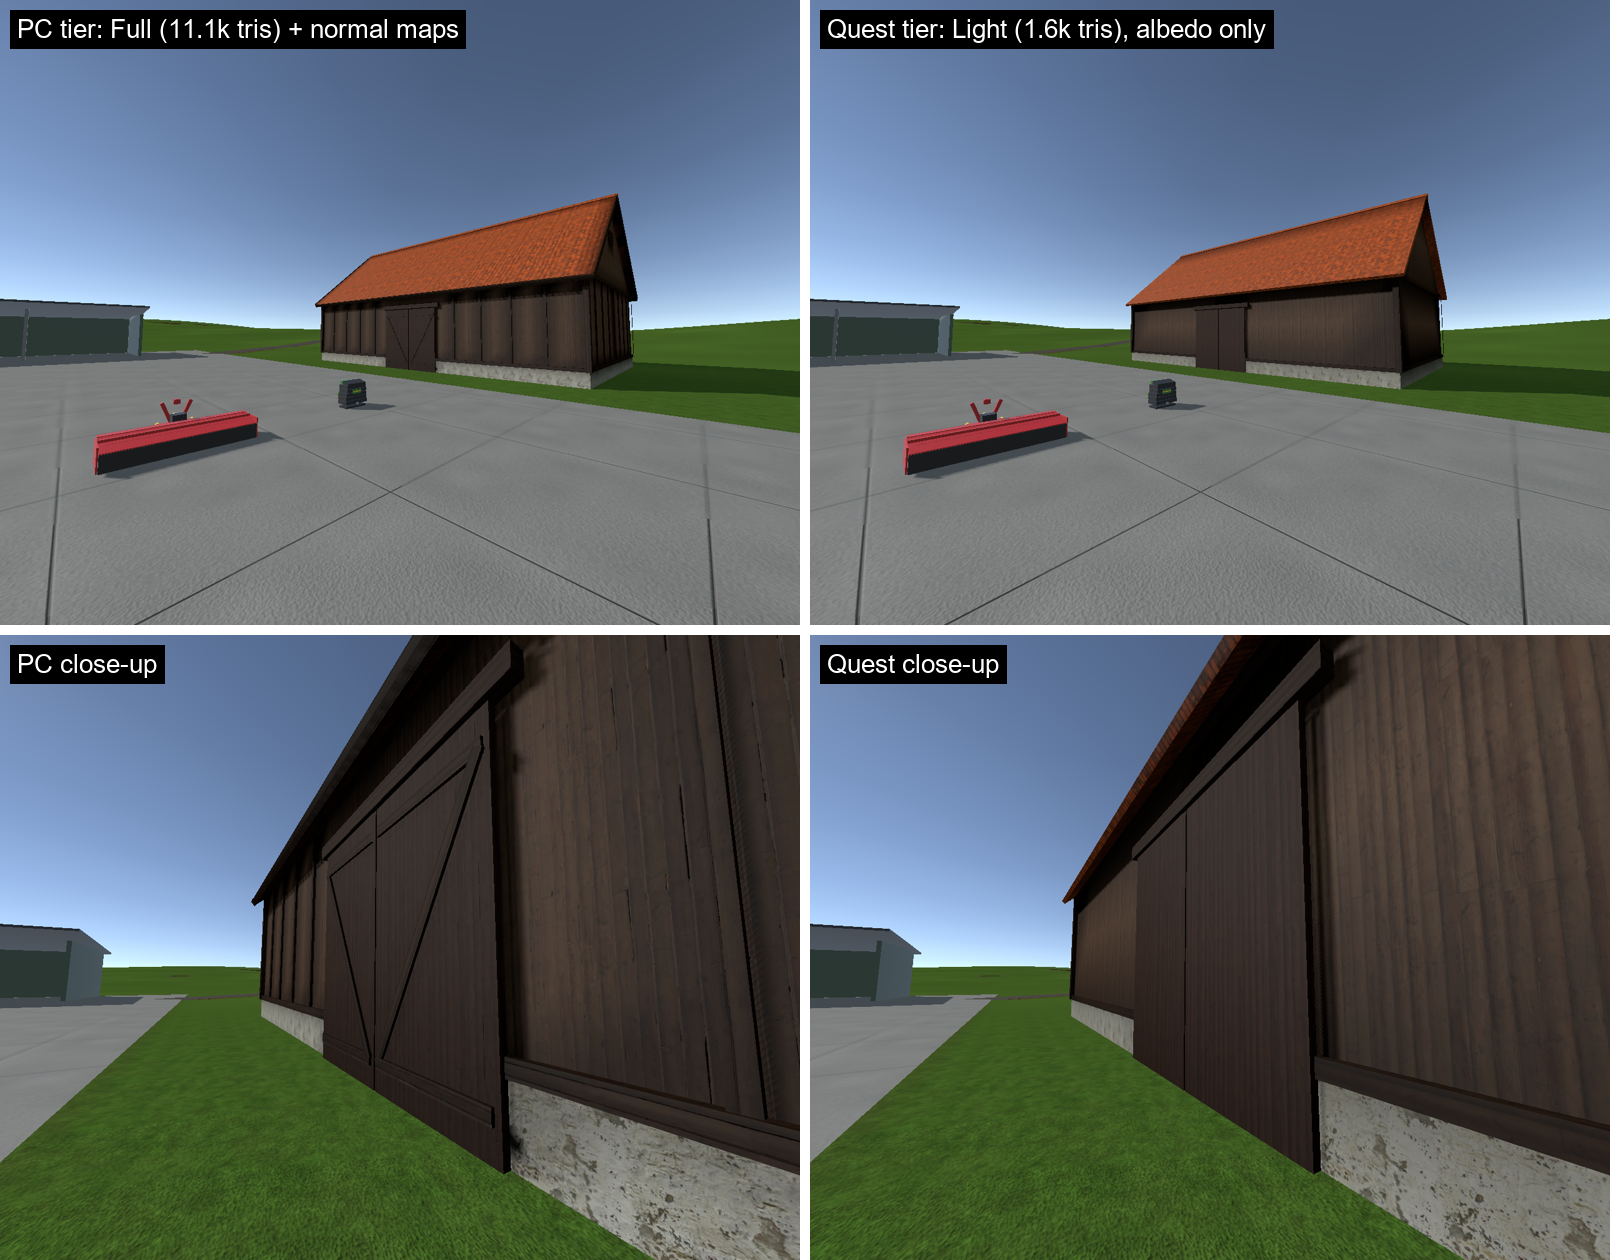 PC tier: Full (11.1k tris) + normal maps
Quest tier: Light (1.6k tris), albedo only
PC close-up
Quest close-up